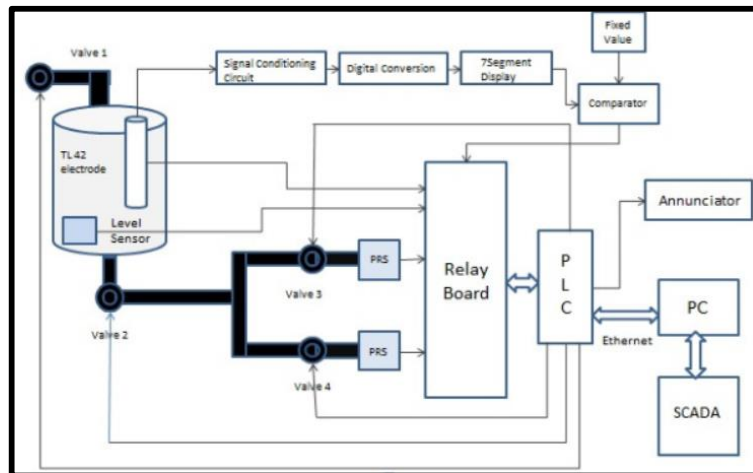 Valve 1
Fixed
Value
Signal Conditioning
Circuit
Digital Conversion
7Segment
Display
Comparator
TL 42
electrode
Level
Sensor
Annunciator
PRS
Relay
Board
P
L
C
Valve 3
Valve 2
PC
Ethernet
PRS
Valve 4
SCADA